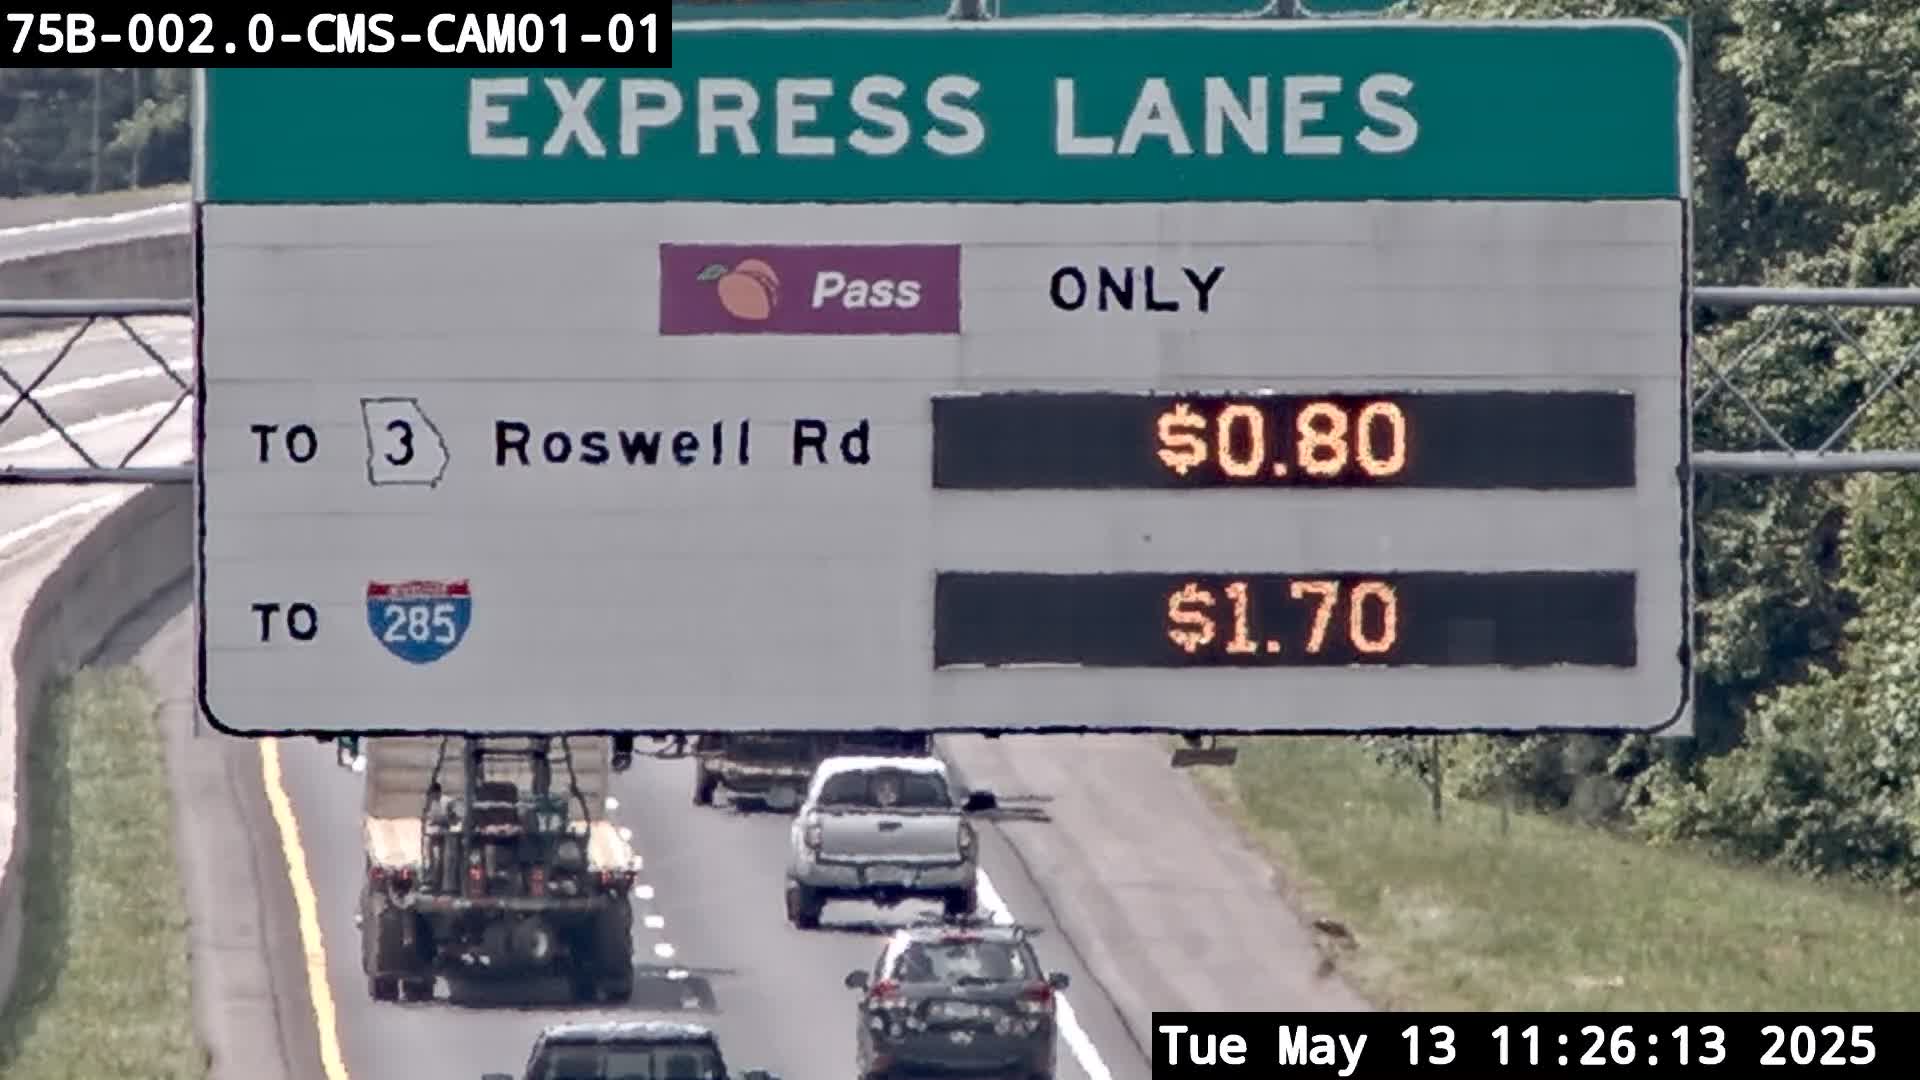 75B-002.0-CMS-CAM01-01
EXPRESS LANES
Pass ONLY
TO 3 Roswell Rd $0.80
TO 285 $1.70
Tue May 13 11:26:13 2025